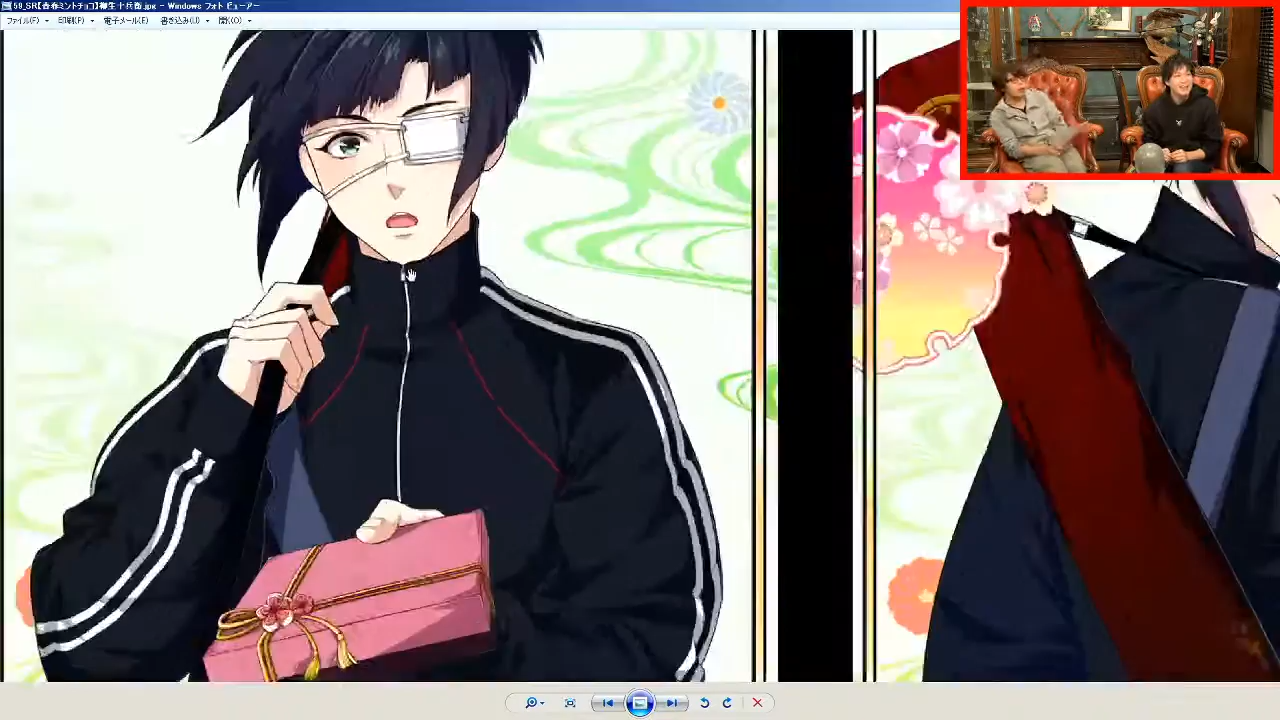 59_SR【青春ミントチョコ】柳生十兵衛.jpg - Windows フォト ビューアー
ファイル(F) 印刷(P) 電子メール(E) 書き込み(U) 開く(O)